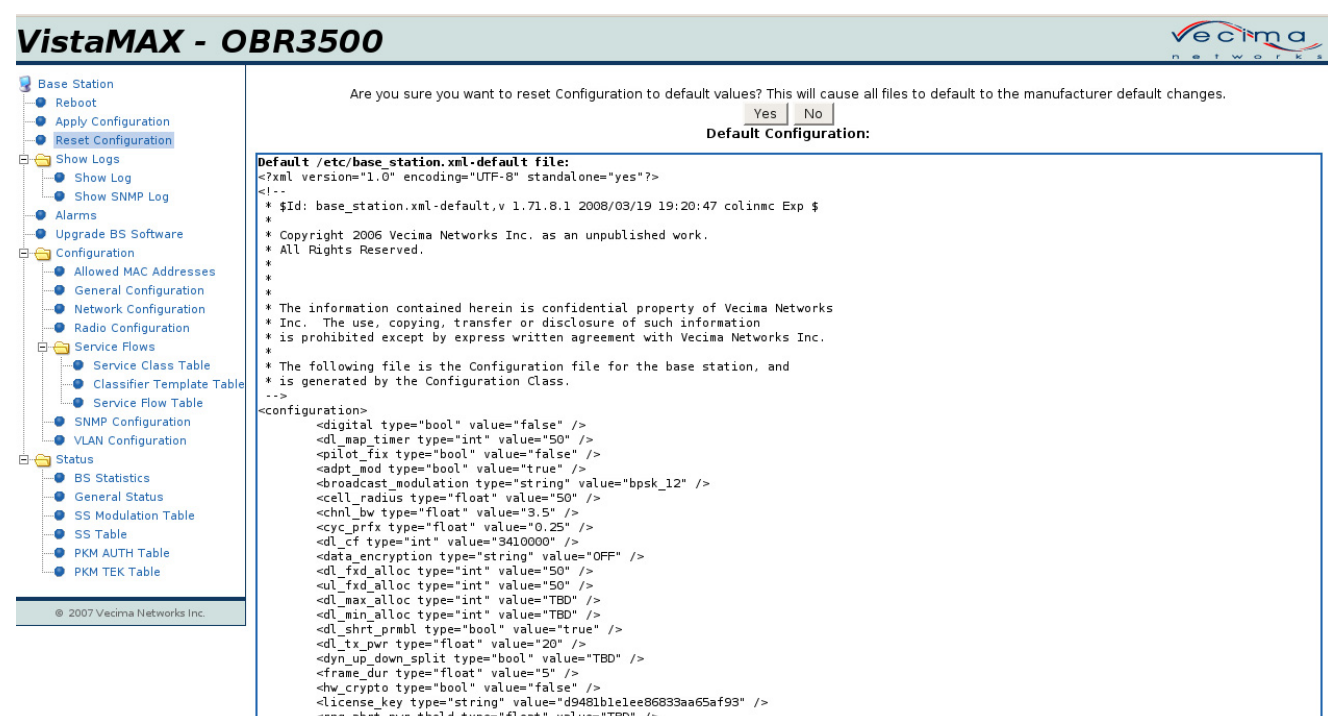 VistaMAX - OBR3500
vecima
networks
Base Station
Reboot
Apply Configuration
Reset Configuration
Show Logs
Show Log
Show SNMP Log
Alarms
Upgrade BS Software
Configuration
Allowed MAC Addresses
General Configuration
Network Configuration
Radio Configuration
Service Flows
Service Class Table
Classifier Template Table
Service Flow Table
SNMP Configuration
VLAN Configuration
Status
BS Statistics
General Status
SS Modulation Table
SS Table
PKM AUTH Table
PKM TEK Table
© 2007 Vecima Networks Inc.
Are you sure you want to reset Configuration to default values? This will cause all files to default to the manufacturer default changes.
Yes No
Default Configuration:
Default /etc/base_station.xml-default file:
<?xml version="1.0" encoding="UTF-8" standalone="yes"?>
<!--
* $Id: base_station.xml-default,v 1.71.8.1 2008/03/19 19:20:47 colinmc Exp $
*
* Copyright 2006 Vecima Networks Inc. as an unpublished work.
* All Rights Reserved.
*
*
*
* The information contained herein is confidential property of Vecima Networks
* Inc.  The use, copying, transfer or disclosure of such information
* is prohibited except by express written agreement with Vecima Networks Inc.
*
* The following file is the Configuration file for the base station, and
* is generated by the Configuration Class.
-->
<configuration>
<digital type="bool" value="false" />
<dl_map_timer type="int" value="50" />
<pilot_fix type="bool" value="false" />
<adpt_mod type="bool" value="true" />
<broadcast_modulation type="string" value="bpsk_12" />
<cell_radius type="float" value="50" />
<chnl_bw type="float" value="3.5" />
<cyc_prfx type="float" value="0.25" />
<dl_cf type="int" value="3410000" />
<data_encryption type="string" value="OFF" />
<dl_fxd_alloc type="int" value="50" />
<ul_fxd_alloc type="int" value="50" />
<dl_max_alloc type="int" value="TBD" />
<dl_min_alloc type="int" value="TBD" />
<dl_shrt_prmbl type="bool" value="true" />
<dl_tx_pwr type="float" value="20" />
<dyn_up_down_split type="bool" value="TBD" />
<frame_dur type="float" value="5" />
<hw_crypto type="bool" value="false" />
<license_key type="string" value="d9481b1e1ee86833aa65af93" />